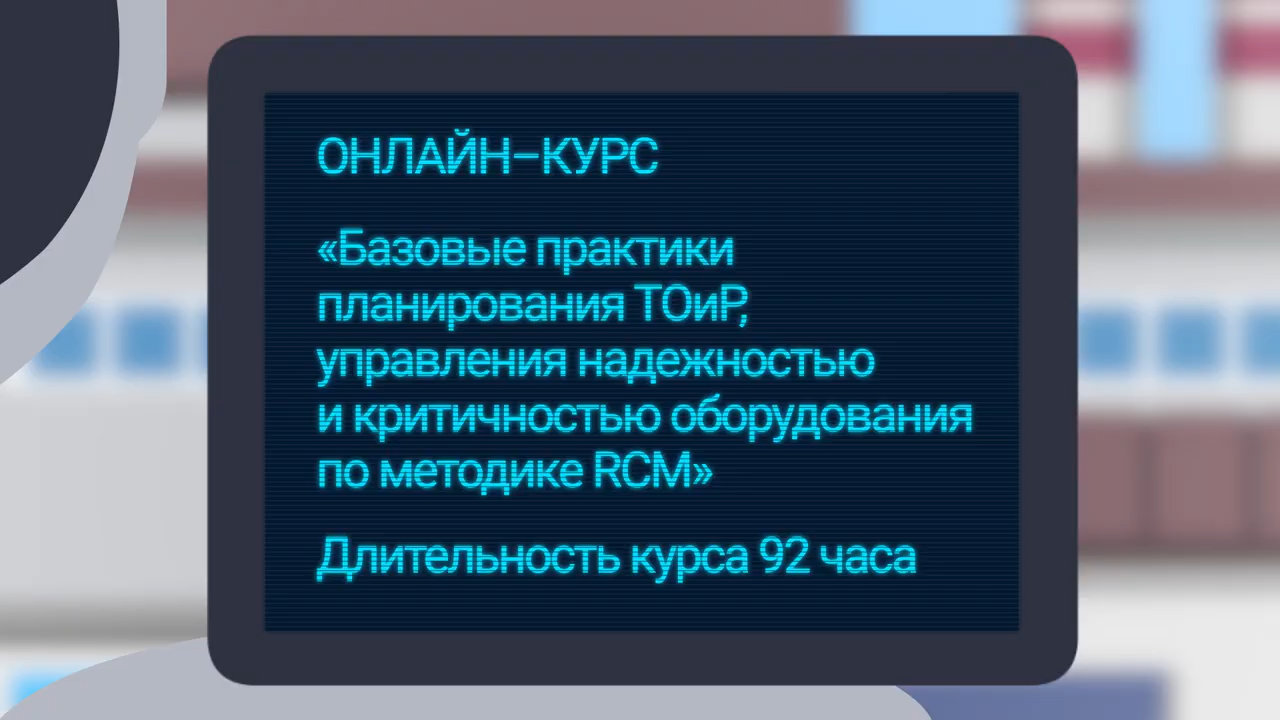 ОНЛАЙН–КУРС
«Базовые практики
планирования ТОиР,
управления надежностью
и критичностью оборудования
по методике RCM»
Длительность курса 92 часа